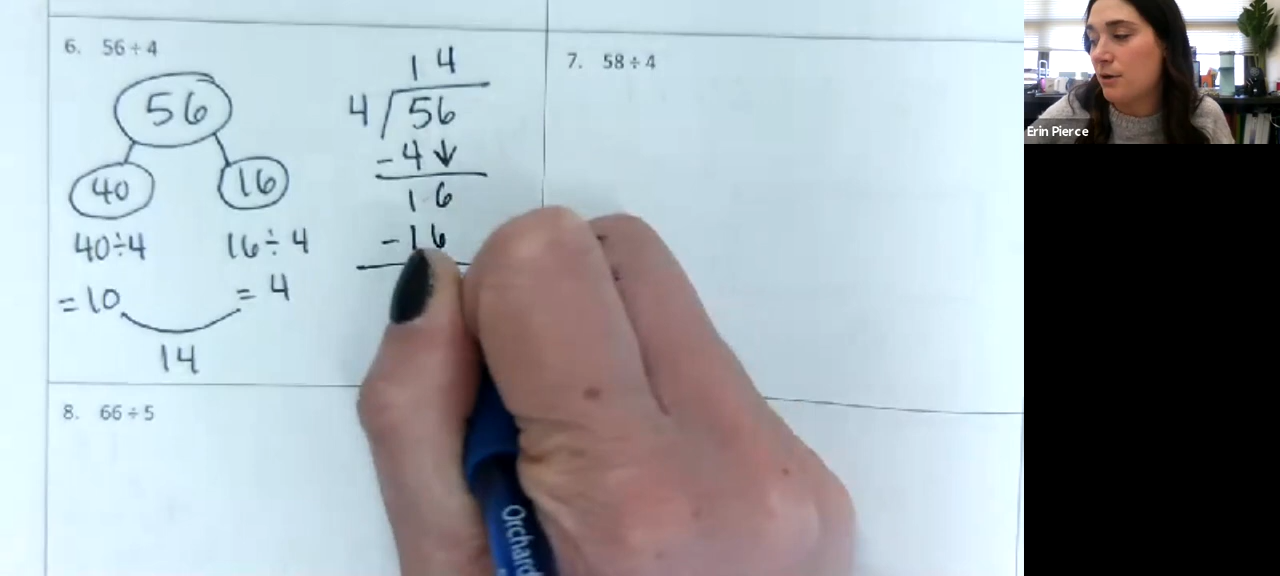 6. 56 ÷ 4
56
40
16
40÷4
16÷4
=10
= 4
14
14
4 56
-4↓
16
-16
7. 58 ÷ 4
8. 66 ÷ 5
Orchard
Erin Pierce